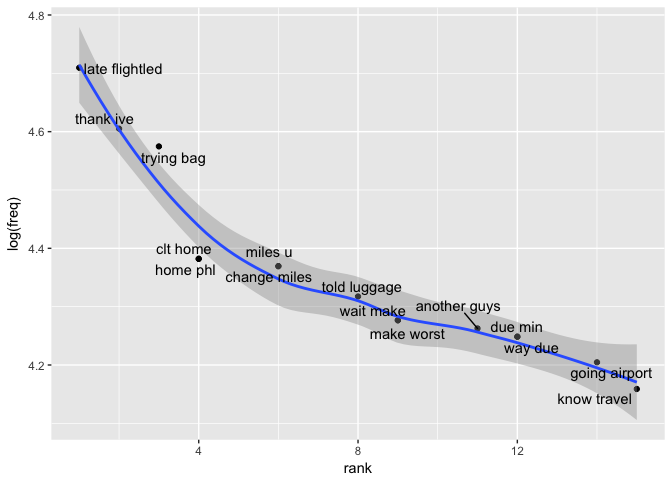 4.8
late flightled
thank ive
4.6
trying bag
clt home
miles u
4.4
home phl
change miles
told luggage
another guys
wait make
due min
make worst
way due
4.2
going airport
know travel
4
8
12
rank
log(freq)